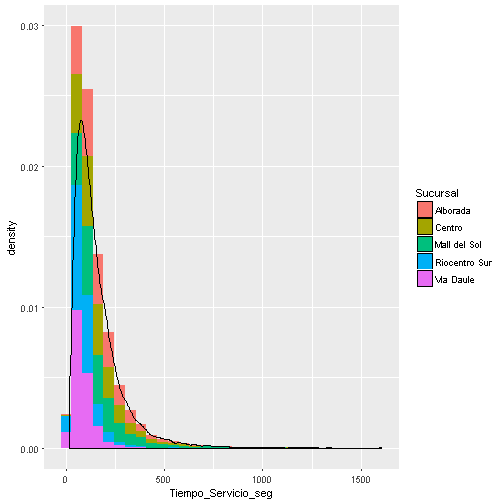 0.03
0.02
0.01
0.00
density
0
500
1000
1500
Tiempo_Servicio_seg
Sucursal
Alborada
Centro
Mall del Sol
Riocentro Sur
Via Daule